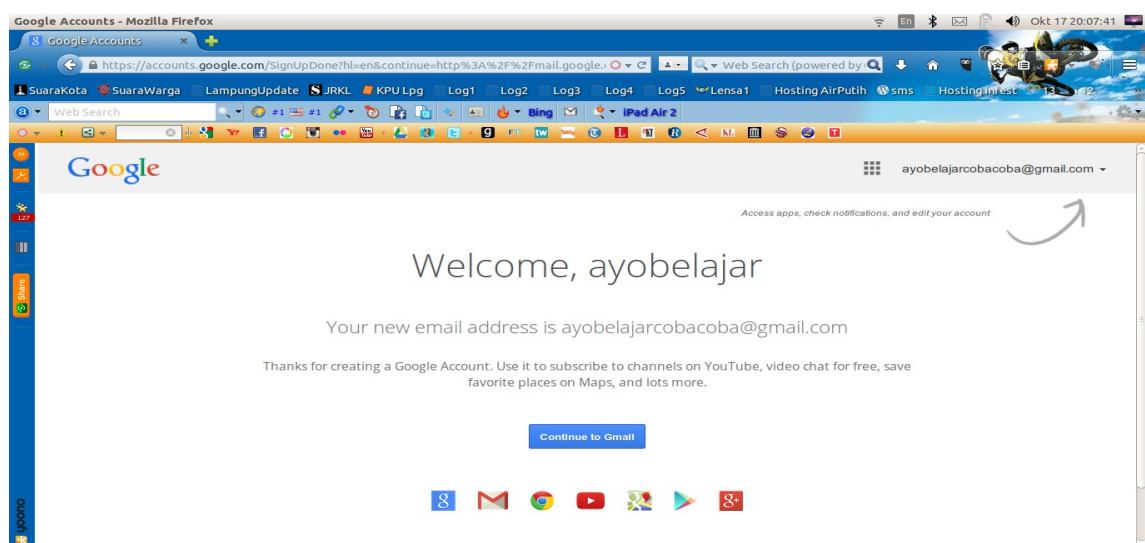 Google Accounts - Mozilla Firefox
En
Okt 17 20:07:41
Google Accounts
https://accounts.google.com/SignUpDone?hl=en&continue=http%3A%2F%2Fmail.google.
Web Search (powered by
SuaraKota SuaraWarga LampungUpdate JRKL KPU Lpg Log1 Log2 Log3 Log4 Log5 Lensa1 Hosting AirPutih sms Hosting Infest
Web Search #1 #1 Bing iPad Air 2
Google
ayobelajarcobacoba@gmail.com
127
Access apps, check notifications, and edit your account
Share
Welcome, ayobelajar
Your new email address is ayobelajarcobacoba@gmail.com
Thanks for creating a Google Account. Use it to subscribe to channels on YouTube, video chat for free, save
favorite places on Maps, and lots more.
Continue to Gmail
yoono